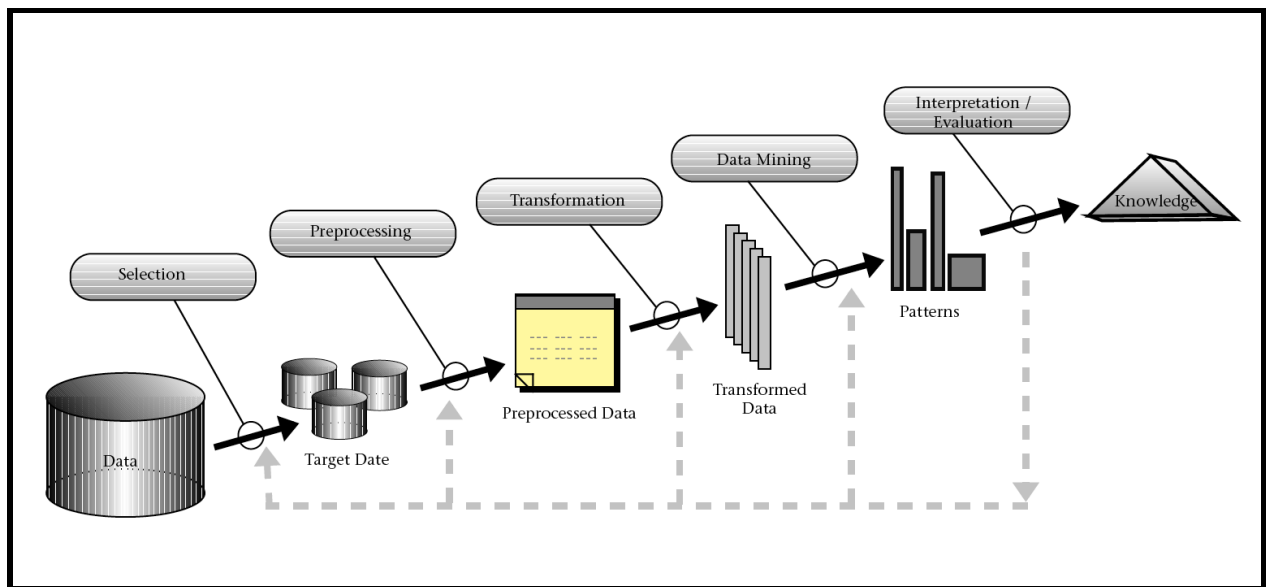 Interpretation /
Evaluation
Data Mining
Transformation
Preprocessing
Selection
Knowledge
Patterns
Transformed
Data
Preprocessed Data
Target Date
Data